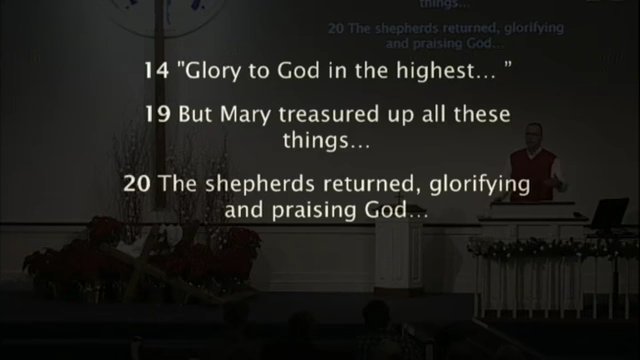 things...
20 The shepherds returned, glorifying
and praising God...
14 "Glory to God in the highest... ”
19 But Mary treasured up all these
things...
20 The shepherds returned, glorifying
and praising God...